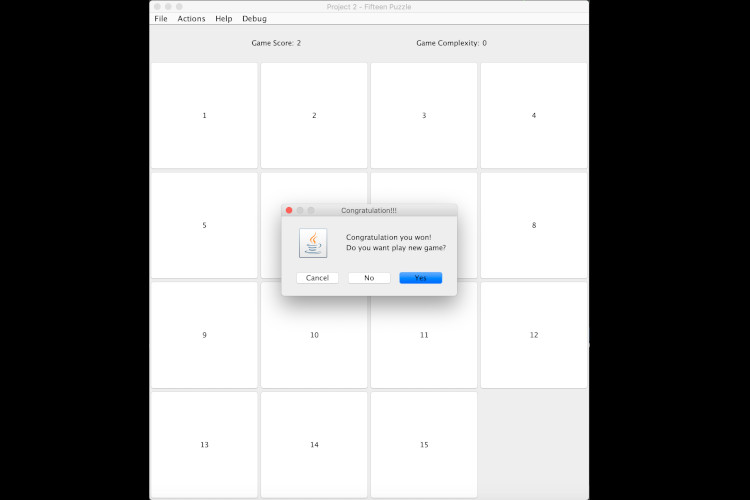 Project 2 - Fifteen Puzzle
File Actions Help Debug
Game Score: 2 Game Complexity: 0
1 2 3 4
5 8
Congratulation!!!
Congratulation you won!
Do you want play new game?
Cancel No Yes
9 10 11 12
13 14 15